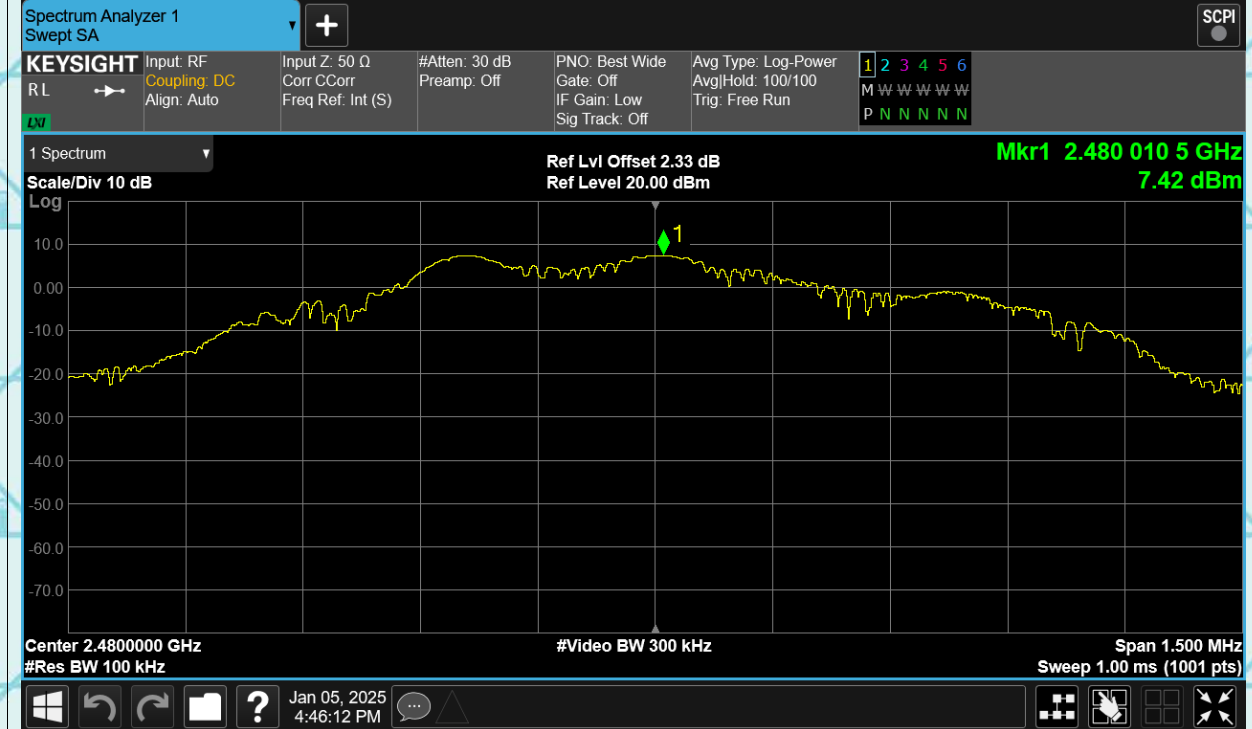 Spectrum Analyzer 1
Swept SA
+
SCPI
KEYSIGHT
RL
LXI
Input: RF
Coupling: DC
Align: Auto
Input Z: 50 Ω
Corr CCorr
Freq Ref: Int (S)
#Atten: 30 dB
Preamp: Off
PNO: Best Wide
Gate: Off
IF Gain: Low
Sig Track: Off
Avg Type: Log-Power
Avg|Hold: 100/100
Trig: Free Run
1 2 3 4 5 6
M W W W W W
P N N N N N
1 Spectrum
Scale/Div 10 dB
Log
Ref Lvl Offset 2.33 dB
Ref Level 20.00 dBm
Mkr1 2.480 010 5 GHz
7.42 dBm
1
10.0
0.00
-10.0
-20.0
-30.0
-40.0
-50.0
-60.0
-70.0
Center 2.4800000 GHz
#Res BW 100 kHz
#Video BW 300 kHz
Span 1.500 MHz
Sweep 1.00 ms (1001 pts)
?
Jan 05, 2025
4:46:12 PM